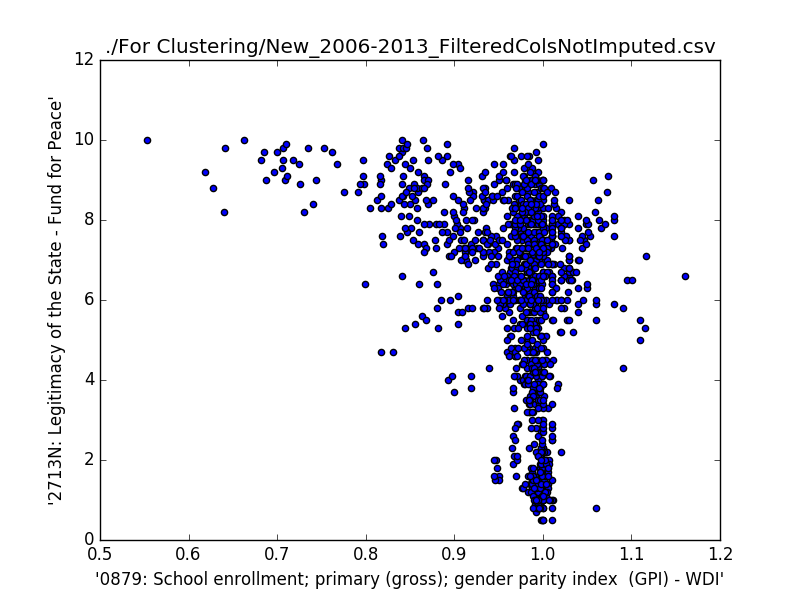 ./For Clustering/New_2006-2013_FilteredColsNotImputed.csv
'2713N: Legitimacy of the State - Fund for Peace'
12
10
8
6
4
2
0
0.5 0.6 0.7 0.8 0.9 1.0 1.1 1.2
'0879: School enrollment; primary (gross); gender parity index  (GPI) - WDI'